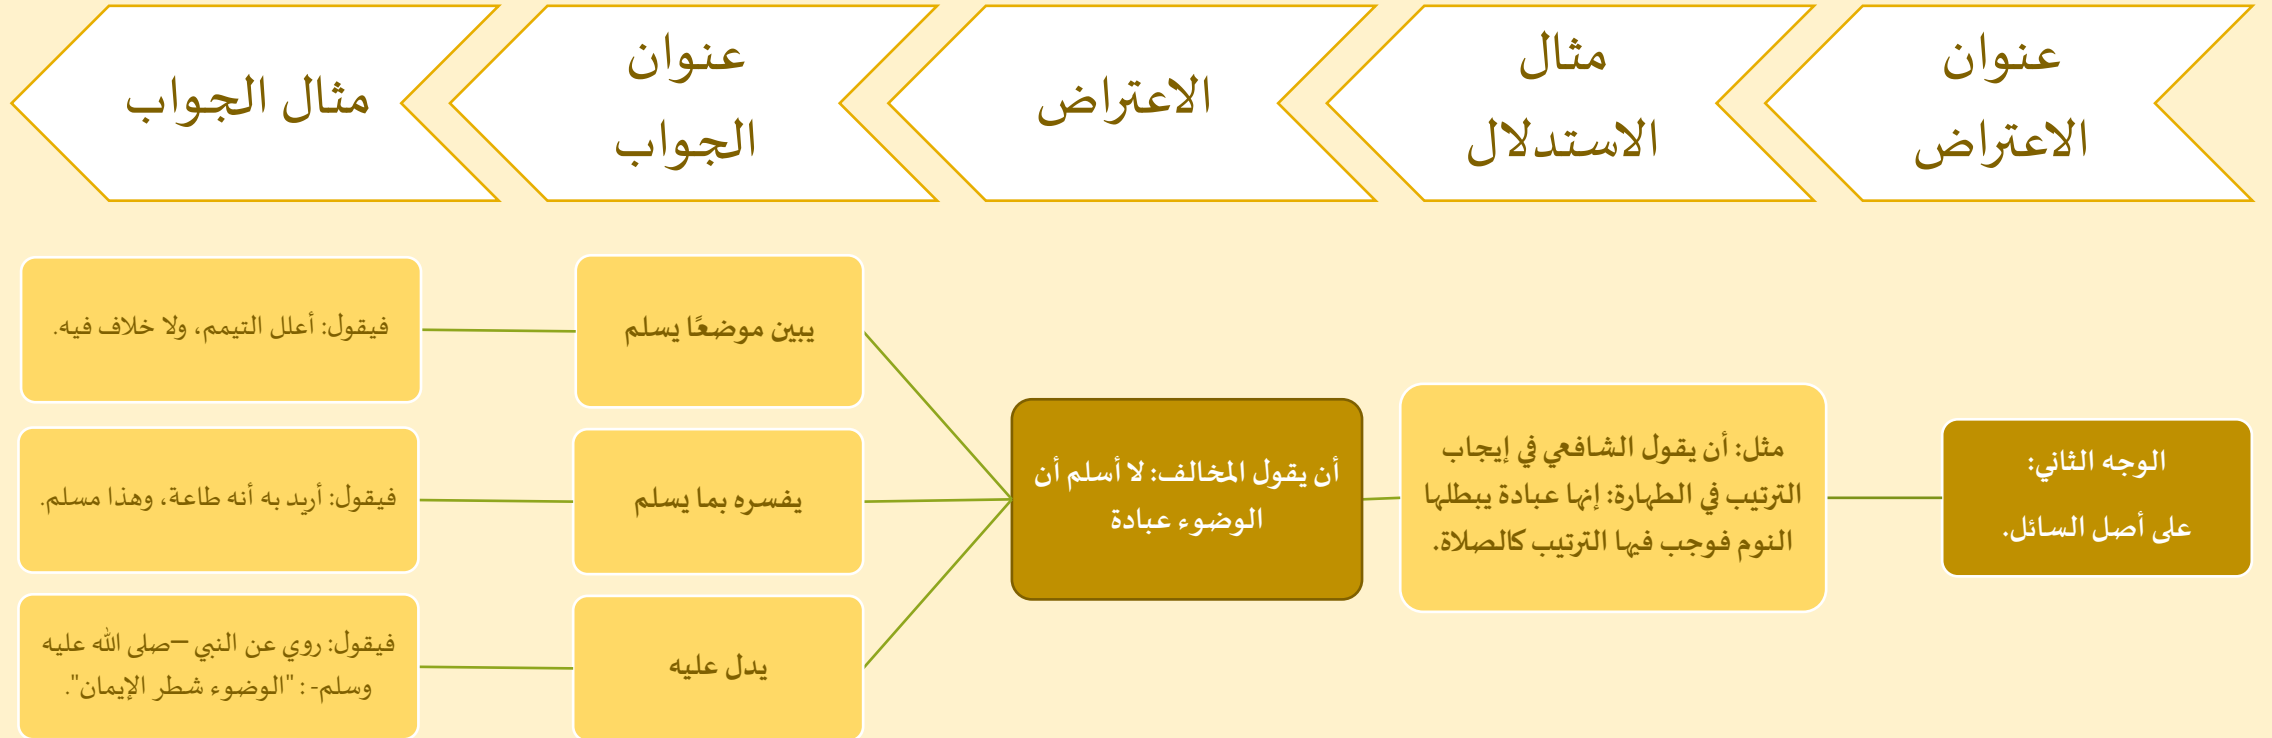 عنوان
الاعتراض
مثال
الاستدلال
الاعتراض
عنوان
الجواب
مثال الجواب
الوجه الثاني:
على أصل السائل.
مثل: أن يقول الشافعي في إيجاب
الترتيب في الطهارة: إنها عبادة يبطلها
النوم فوجب فيها الترتيب كالصلاة.
أن يقول المخالف: لا أسلم أن
الوضوء عبادة
يبين موضعًا يسلم
فيقول: أعلل التيمم، ولا خلاف فيه.
يفسره بما يسلم
فيقول: أريد به أنه طاعة، وهذا مسلم.
يدل عليه
فيقول: روي عن النبي –صلى الله عليه
وسلم- : "الوضوء شطر الإيمان".